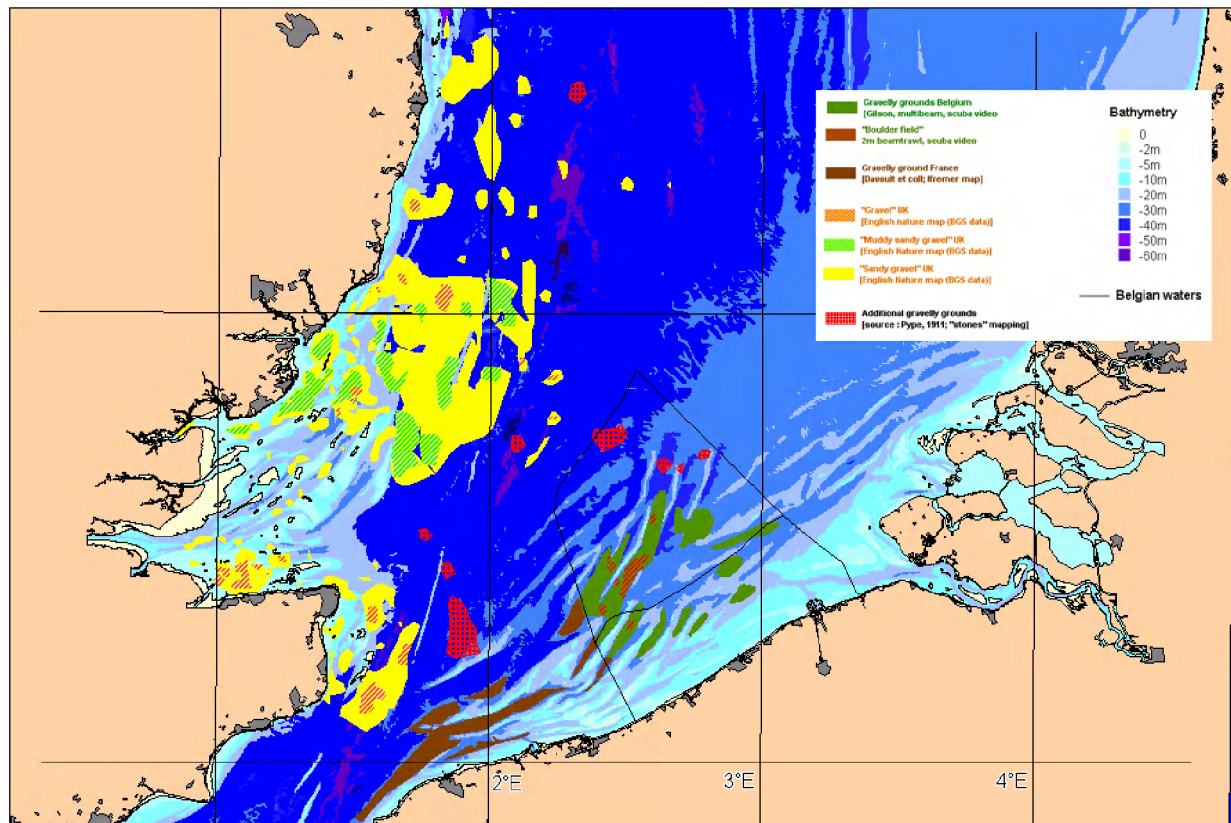 Gravelly grounds Belgium
[Gilson, multibeam, scuba video
"Boulder field"
2m beamtrawl, scuba video
Gravelly ground France
[Davoult et coll; Ifremer map]
"Gravel" UK
[English nature map (BGS data)]
"Muddy sandy gravel" UK
[English Nature map (BGS data)]
"Sandy gravel" UK
[English Nature map (BGS data)]
Additional gravelly grounds
[source : Pype, 1911; "stones" mapping]
Bathymetry
0
-2m
-5m
-10m
-20m
-30m
-40m
-50m
-60m
Belgian waters
2°E
3°E
4°E